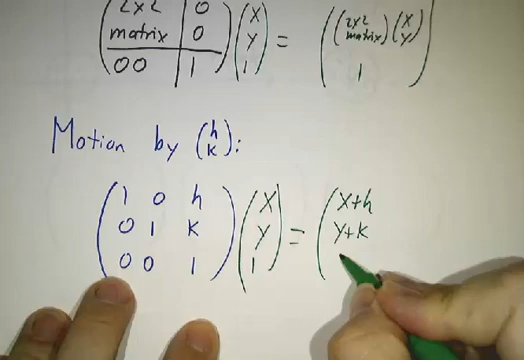 (2x2 0) (x) = ((2x2) (x))
(matrix 0) (y) ((matrix) (y))
(0 0 1) (1) (1)
Motion by (h k):
(1 0 h) (x) = (x+h
(0 1 k) (y) (y+k
(0 0 1) (1)